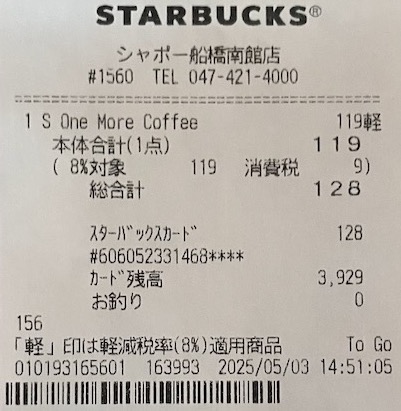 STARBUCKS®
シャポー船橋南館店
#1560 TEL 047-421-4000
1 S One More Coffee 119軽
本体合計(1点) 119
( 8%対象 119 消費税 9)
総合計 128
スターバックスカード 128
#606052331468****
カード残高 3,929
お釣り 0
156
「軽」印は軽減税率(8%)適用商品 To Go
010193165601 163993 2025/05/03 14:51:05